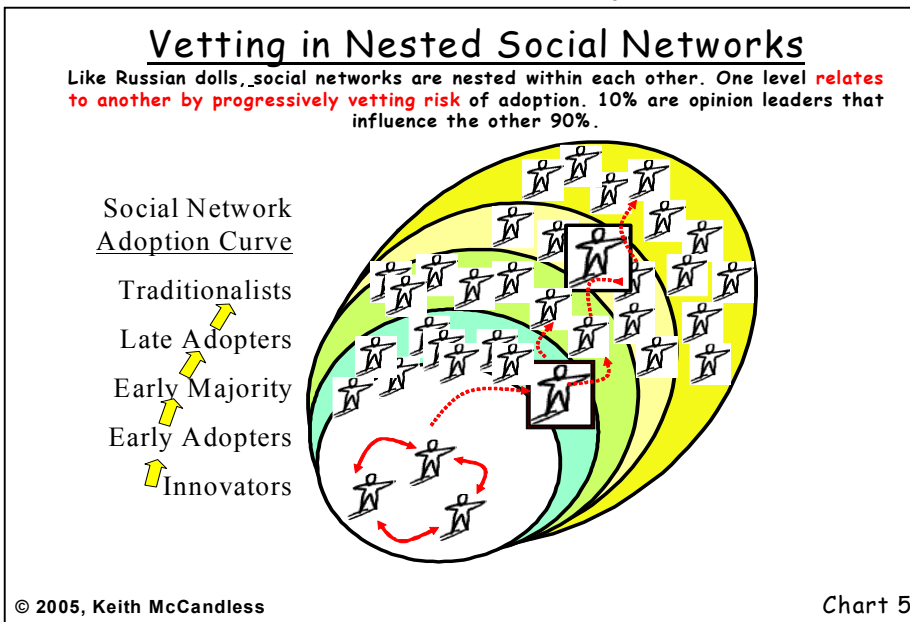 Vetting in Nested Social Networks
Like Russian dolls, social networks are nested within each other. One level relates
to another by progressively vetting risk of adoption. 10% are opinion leaders that
influence the other 90%.
Social Network
Adoption Curve
Traditionalists
Late Adopters
Early Majority
Early Adopters
Innovators
© 2005, Keith McCandless
Chart 5